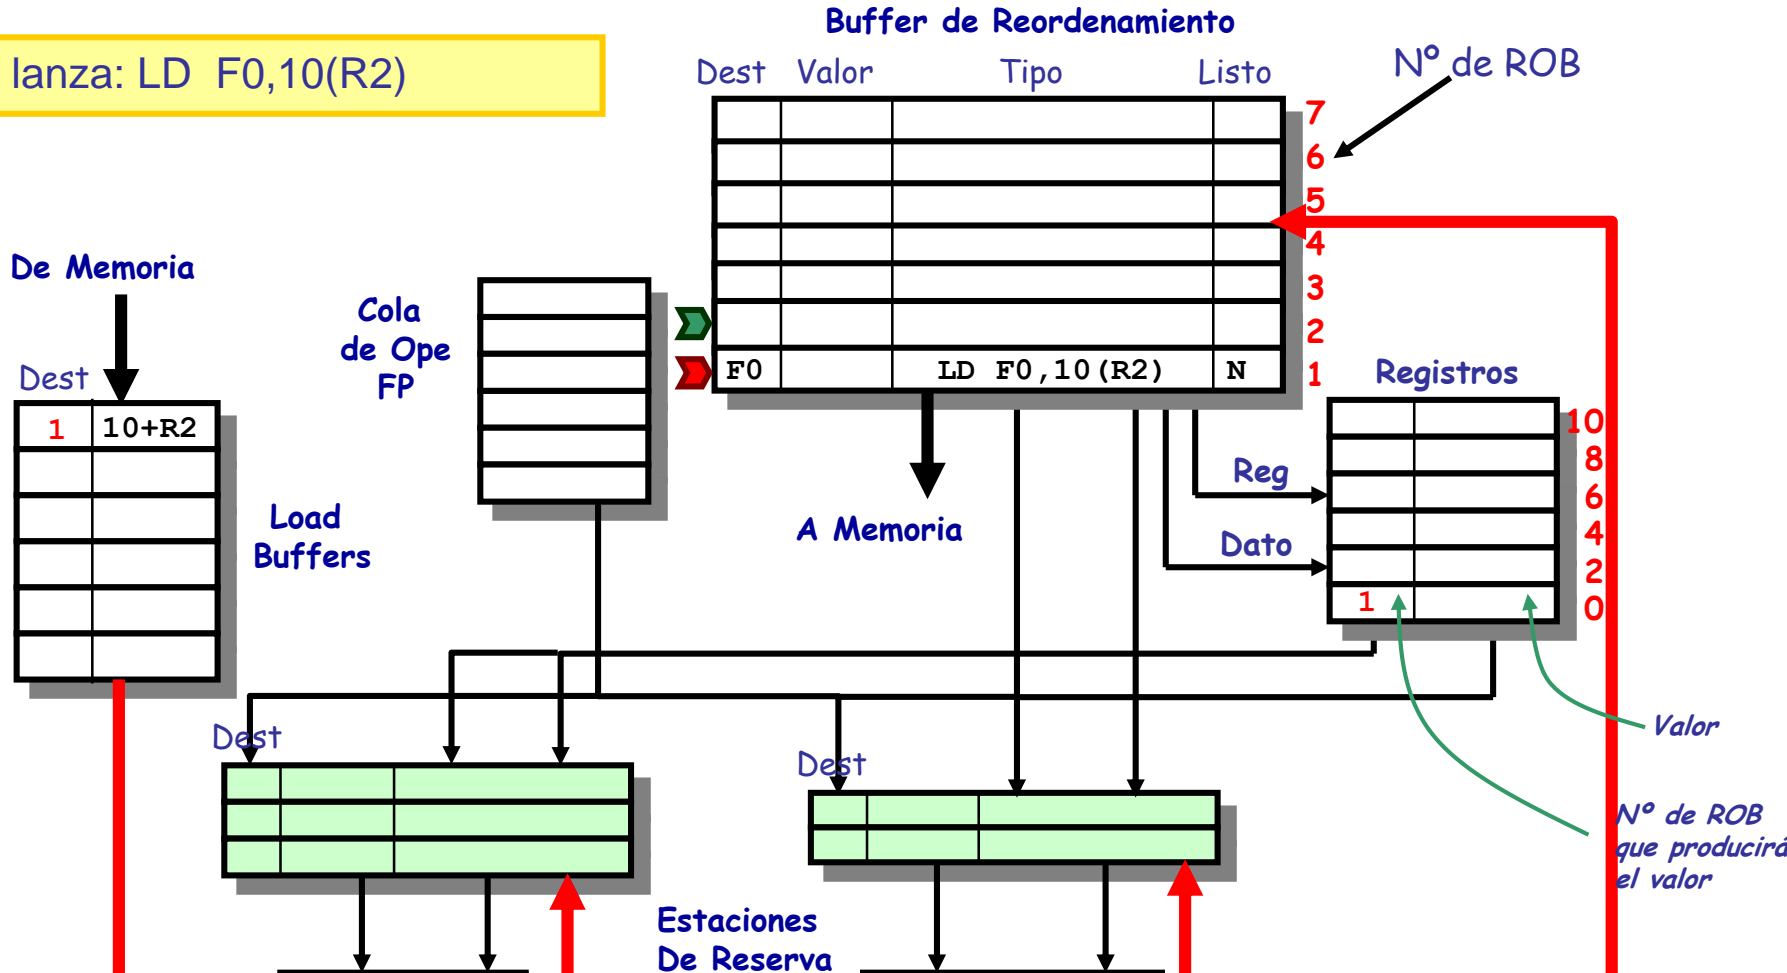 Buffer de Reordenamiento
lanza: LD F0,10(R2)
Dest Valor Tipo Listo
Nº de ROB
7
6
5
4
3
2
F0 LD F0,10(R2) N 1
De Memoria
Dest
1 10+R2
Load
Buffers
Cola
de Ope
FP
A Memoria
Registros
10
8
6
4
2
1 0
Reg
Dato
Valor
Nº de ROB
que producirá
el valor
Dest
Dest
Estaciones
De Reserva